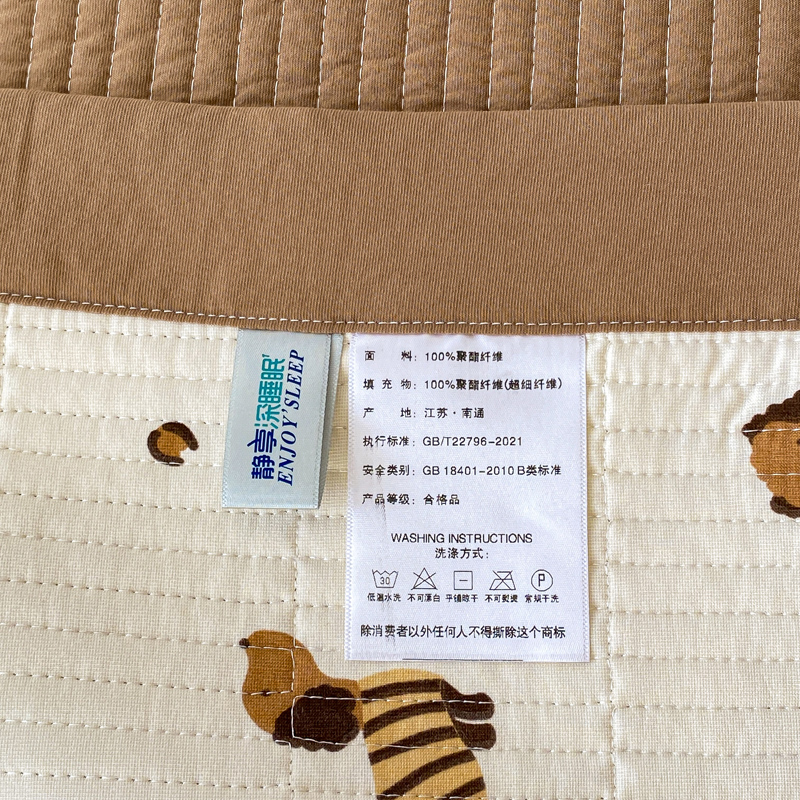 静享深睡眠
ENJOY'SLEEP
面 料：100%聚酯纤维
填 充 物：100%聚酯纤维(超细纤维)
产 地：江苏·南通
执行标准：GB/T22796-2021
安全类别：GB 18401-2010 B类标准
产品等级：合格品
WASHING INSTRUCTIONS
洗涤方式：
30 P
低温水洗 不可漂白 平铺晾干 不可熨烫 常规干洗
除消费者以外任何人不得撕除这个商标